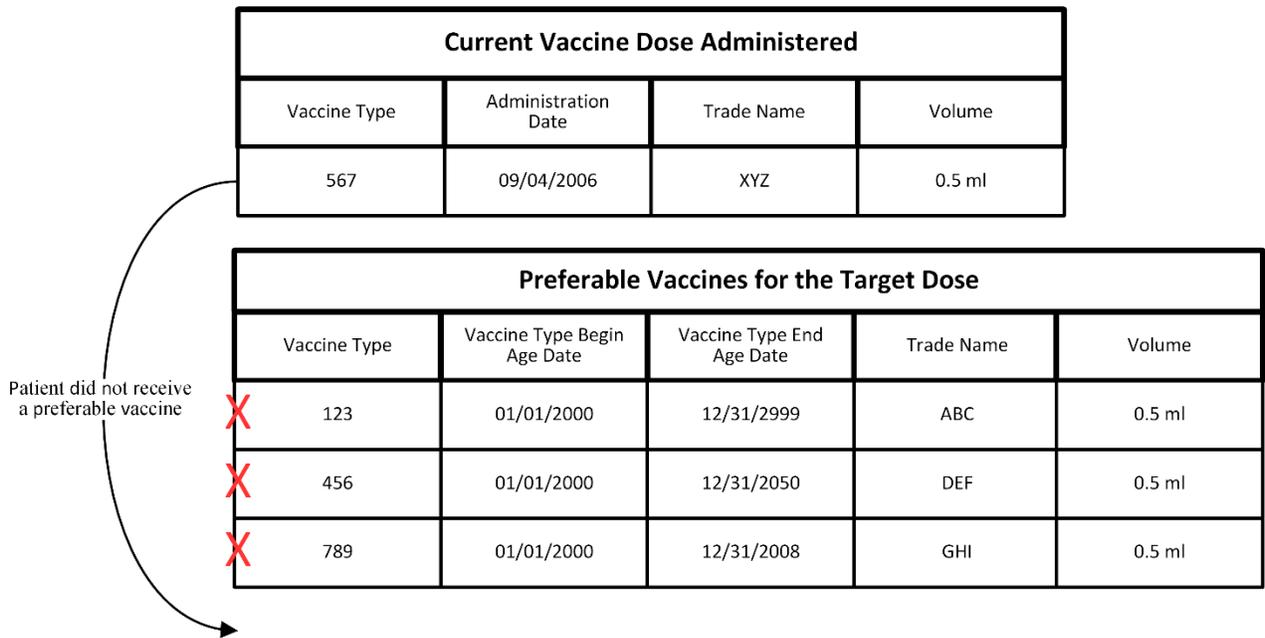 Current Vaccine Dose Administered
Vaccine Type
Administration
Date
Trade Name
Volume
567
09/04/2006
XYZ
0.5 ml
Preferable Vaccines for the Target Dose
Vaccine Type
Vaccine Type Begin
Age Date
Vaccine Type End
Age Date
Trade Name
Volume
Patient did not receive
a preferable vaccine
X
123
01/01/2000
12/31/2999
ABC
0.5 ml
X
456
01/01/2000
12/31/2050
DEF
0.5 ml
X
789
01/01/2000
12/31/2008
GHI
0.5 ml